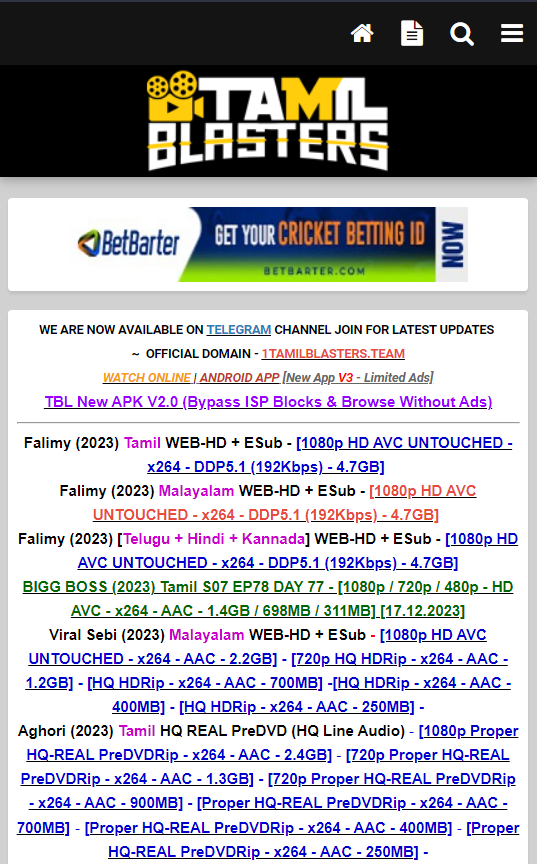 TAMIL
BLASTERS
BetBarter
GET YOUR CRICKET BETTING ID
NOW
BETBARTER.COM
WE ARE NOW AVAILABLE ON TELEGRAM CHANNEL JOIN FOR LATEST UPDATES
~ OFFICIAL DOMAIN - 1TAMILBLASTERS.TEAM
WATCH ONLINE | ANDROID APP [New App V3 - Limited Ads]
TBL New APK V2.0 (Bypass ISP Blocks & Browse Without Ads)
Falimy (2023) Tamil WEB-HD + ESub - [1080p HD AVC UNTOUCHED -
x264 - DDP5.1 (192Kbps) - 4.7GB]
Falimy (2023) Malayalam WEB-HD + ESub - [1080p HD AVC
UNTOUCHED - x264 - DDP5.1 (192Kbps) - 4.7GB]
Falimy (2023) [Telugu + Hindi + Kannada] WEB-HD + ESub - [1080p HD
AVC UNTOUCHED - x264 - DDP5.1 (192Kbps) - 4.7GB]
BIGG BOSS (2023) Tamil S07 EP78 DAY 77 - [1080p / 720p / 480p - HD
AVC - x264 - AAC - 1.4GB / 698MB / 311MB] [17.12.2023]
Viral Sebi (2023) Malayalam WEB-HD + ESub - [1080p HD AVC
UNTOUCHED - x264 - AAC - 2.2GB] - [720p HQ HDRip - x264 - AAC -
1.2GB] - [HQ HDRip - x264 - AAC - 700MB] -[HQ HDRip - x264 - AAC -
400MB] - [HQ HDRip - x264 - AAC - 250MB] -
Aghori (2023) Tamil HQ REAL PreDVD (HQ Line Audio) - [1080p Proper
HQ-REAL PreDVDRip - x264 - AAC - 2.4GB] - [720p Proper HQ-REAL
PreDVDRip - x264 - AAC - 1.3GB] - [720p Proper HQ-REAL PreDVDRip
- x264 - AAC - 900MB] - [Proper HQ-REAL PreDVDRip - x264 - AAC -
700MB] - [Proper HQ-REAL PreDVDRip - x264 - AAC - 400MB] - [Proper
HQ-REAL PreDVDRip - x264 - AAC - 250MB] -